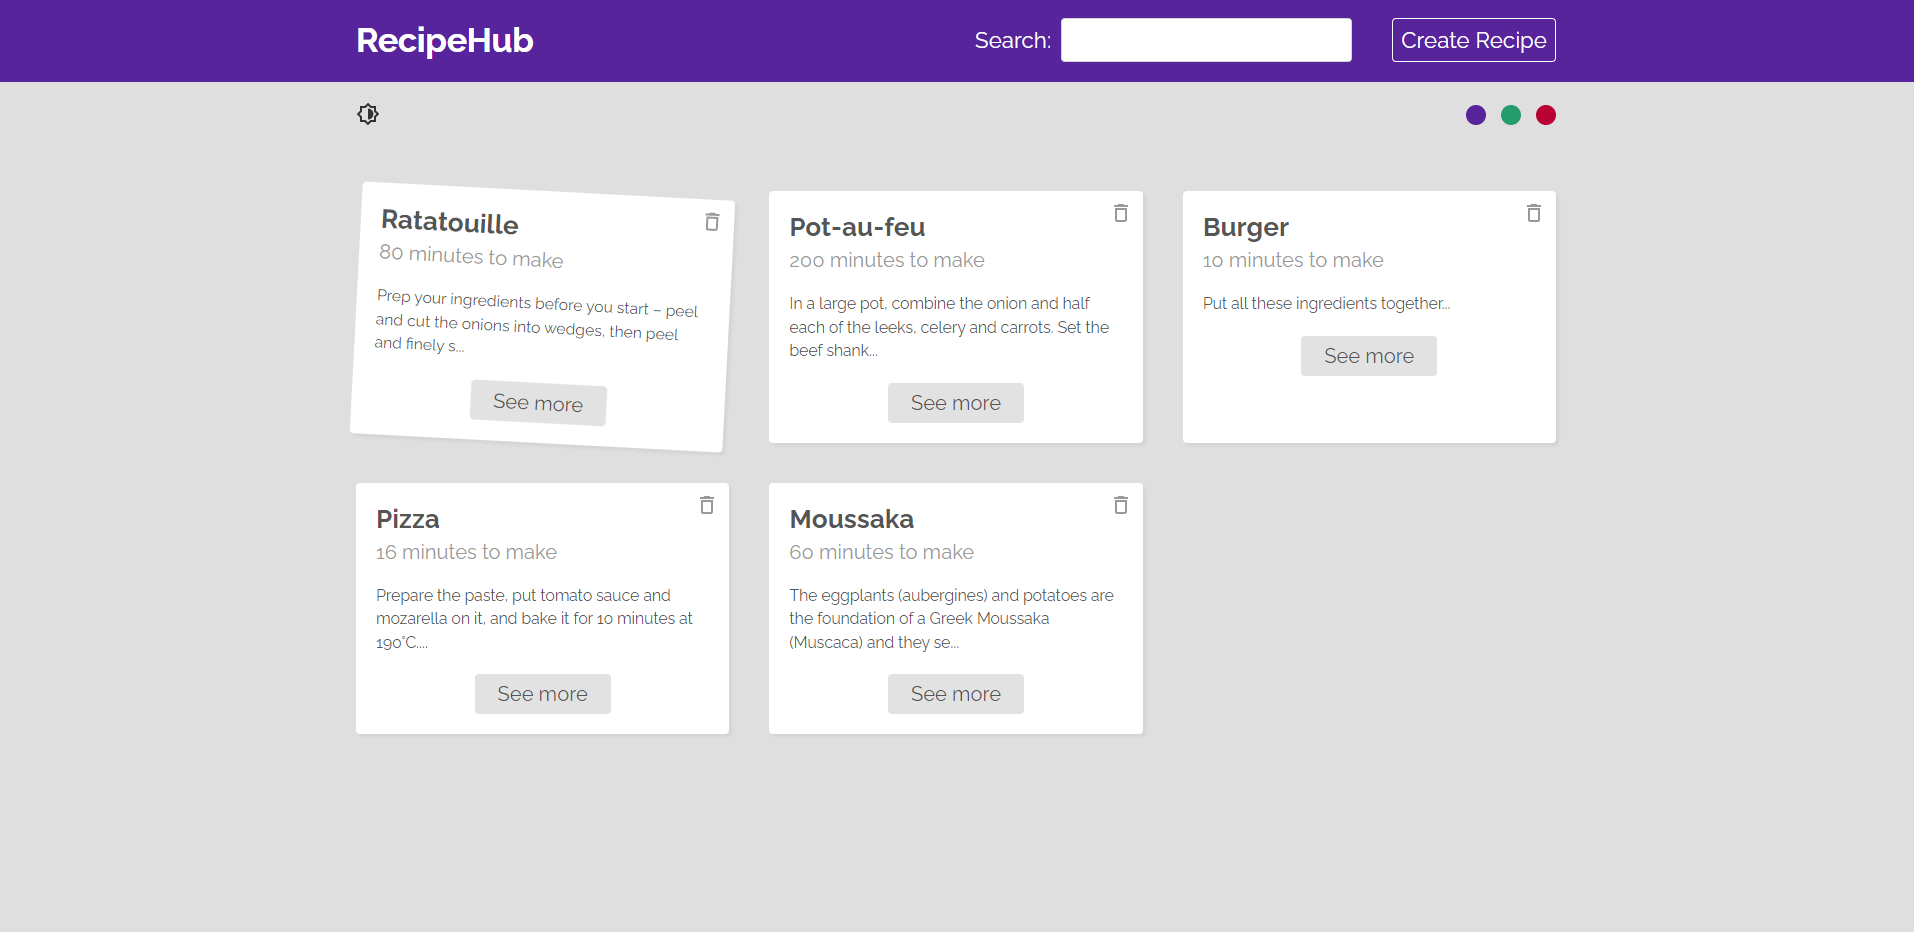 RecipeHub
Search:
Create Recipe
Ratatouille
80 minutes to make
Prep your ingredients before you start – peel
and cut the onions into wedges, then peel
and finely s...
See more
Pot-au-feu
200 minutes to make
In a large pot, combine the onion and half
each of the leeks, celery and carrots. Set the
beef shank...
See more
Burger
10 minutes to make
Put all these ingredients together...
See more
Pizza
16 minutes to make
Prepare the paste, put tomato sauce and
mozarella on it, and bake it for 10 minutes at
190°C....
See more
Moussaka
60 minutes to make
The eggplants (aubergines) and potatoes are
the foundation of a Greek Moussaka
(Muscaca) and they se...
See more